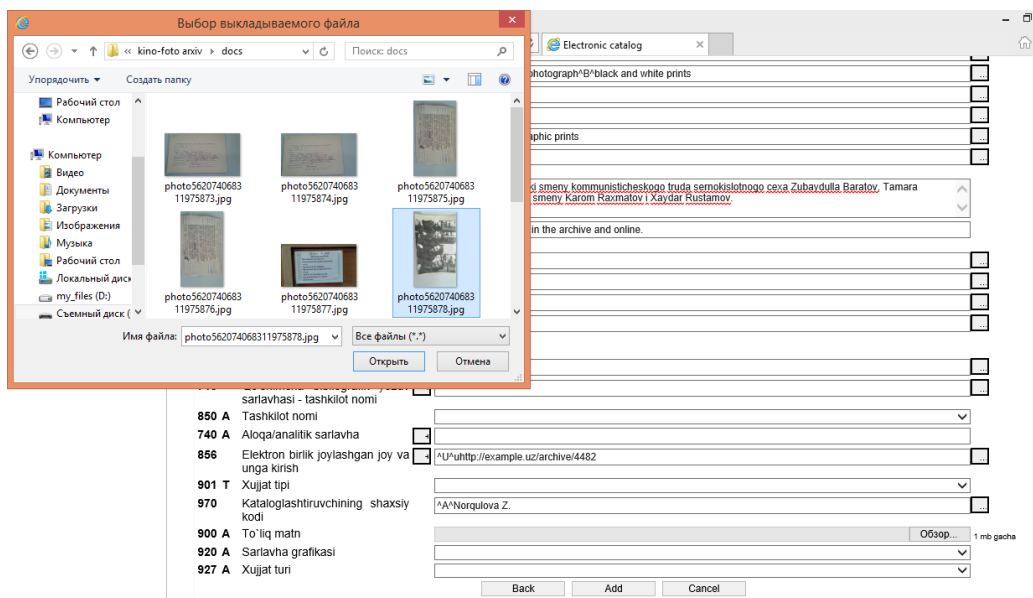 Выбор выкладываемого файла
« kino-foto arxiv ▸ docs
Поиск: docs
Упорядочить
Создать папку
Рабочий стол
Компьютер
Компьютер
Видео
Документы
Загрузки
Изображения
Музыка
Рабочий стол
Локальный диск
my_files (D:)
Съемный диск (
photo5620740683
11975873.jpg
photo5620740683
11975874.jpg
photo5620740683
11975875.jpg
photo5620740683
11975876.jpg
photo5620740683
11975877.jpg
photo5620740683
11975878.jpg
Имя файла: photo562074068311975878.jpg
Все файлы (*.*)
Открыть
Отмена
Electronic catalog
photograph^B^black and white prints
aphic prints
ki smeny kommunisticheskogo truda sernokislotnogo cexa Zubaydulla Baratov, Tamara
smeny Karom Raxmatov i Xaydar Rustamov.
in the archive and online.
sarlavhasi - tashkilot nomi
850 A Tashkilot nomi
740 A Aloqa/analitik sarlavha
856 Elektron birlik joylashgan joy va
unga kirish
^U^uhttp://example.uz/archive/4482
901 T Xujjat tipi
970 Kataloglashtiruvchining shaxsiy
kodi
^A^Norqulova Z.
900 A To`liq matn
Обзор...
1 mb gacha
920 A Sarlavha grafikasi
927 A Xujjat turi
Back
Add
Cancel